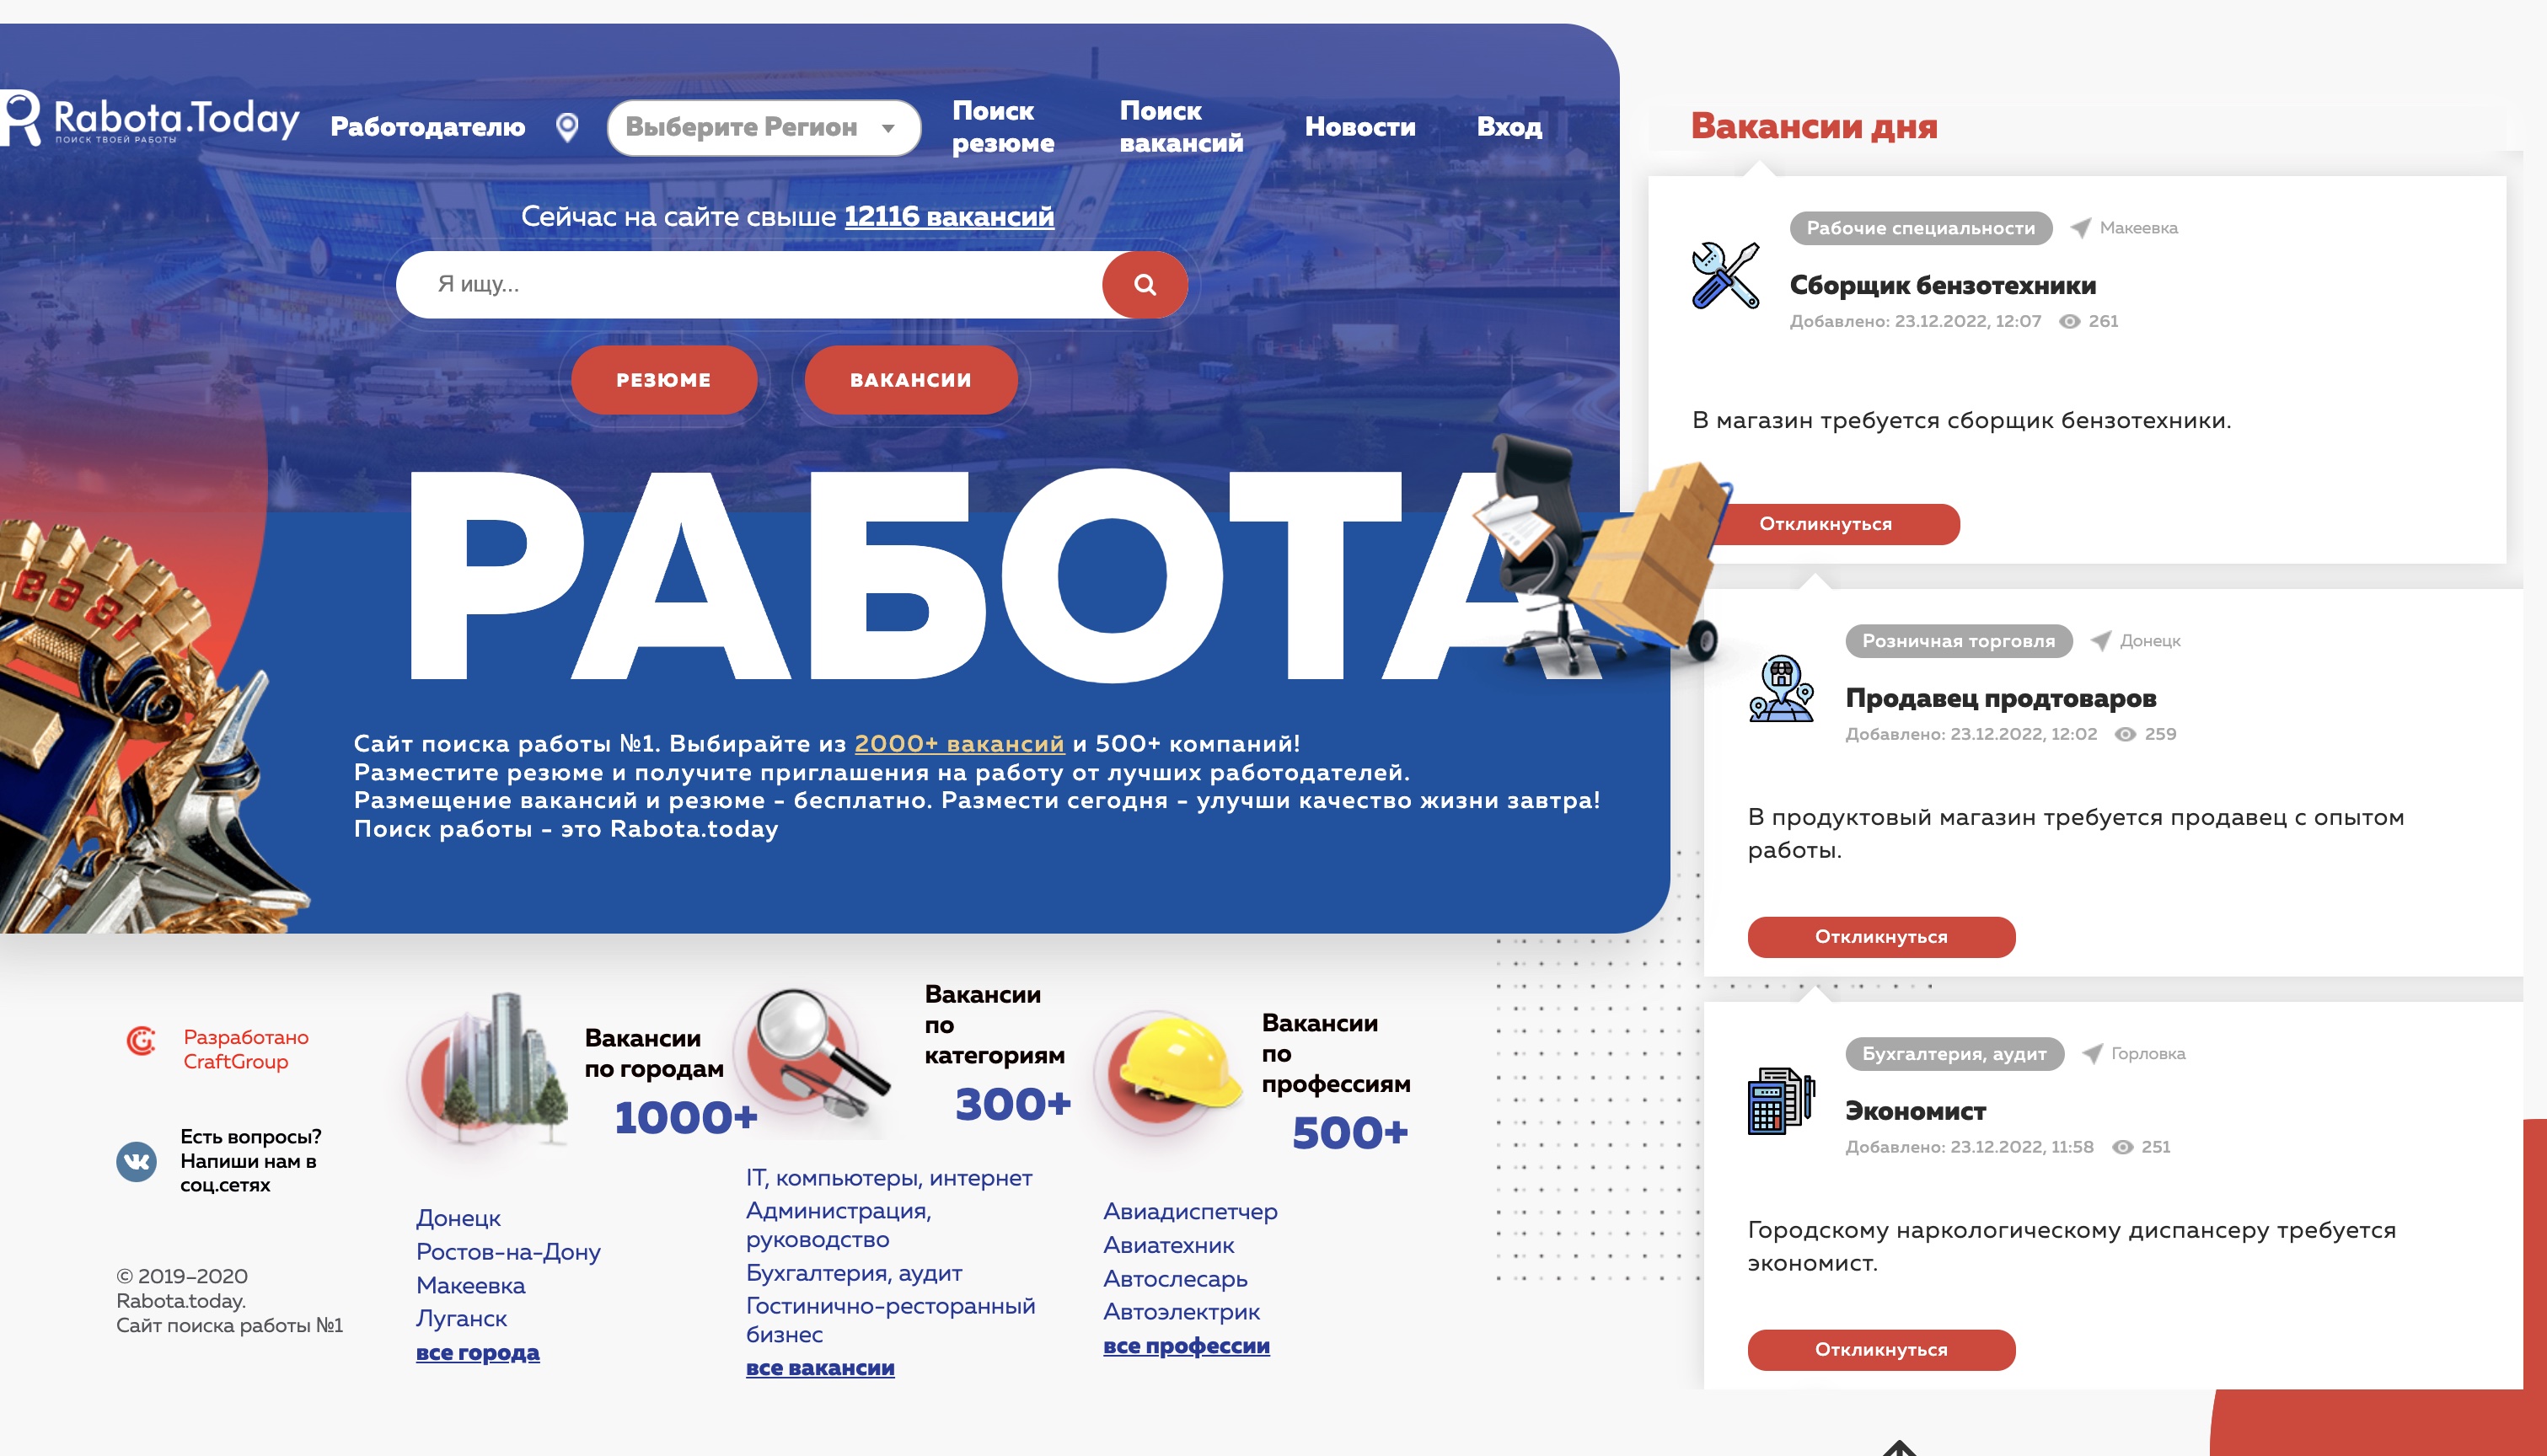 Rabota.Today
ПОИСК ТВОЕЙ РАБОТЫ
Работодателю
Выберите Регион
Поиск
резюме
Поиск
вакансий
Новости
Вход
Сейчас на сайте свыше 12116 вакансий
Я ищу...
РЕЗЮМЕ
ВАКАНСИИ
РАБОТА
Сайт поиска работы №1. Выбирайте из 2000+ вакансий и 500+ компаний!
Разместите резюме и получите приглашения на работу от лучших работодателей.
Размещение вакансий и резюме - бесплатно. Размести сегодня - улучши качество жизни завтра!
Поиск работы - это Rabota.today
Разработано
CraftGroup
Есть вопросы?
Напиши нам в
соц.сетях
© 2019-2020
Rabota.today.
Сайт поиска работы №1
Вакансии
по городам
1000+
Донецк
Ростов-на-Дону
Макеевка
Луганск
все города
Вакансии
по
категориям
300+
IT, компьютеры, интернет
Администрация,
руководство
Бухгалтерия, аудит
Гостинично-ресторанный
бизнес
все вакансии
Вакансии
по
профессиям
500+
Авиадиспетчер
Авиатехник
Автослесарь
Автоэлектрик
все профессии
Вакансии дня
Рабочие специальности
Макеевка
Сборщик бензотехники
Добавлено: 23.12.2022, 12:07 261
В магазин требуется сборщик бензотехники.
Откликнуться
Розничная торговля
Донецк
Продавец продтоваров
Добавлено: 23.12.2022, 12:02 259
В продуктовый магазин требуется продавец с опытом
работы.
Откликнуться
Бухгалтерия, аудит
Горловка
Экономист
Добавлено: 23.12.2022, 11:58 251
Городскому наркологическому диспансеру требуется
экономист.
Откликнуться